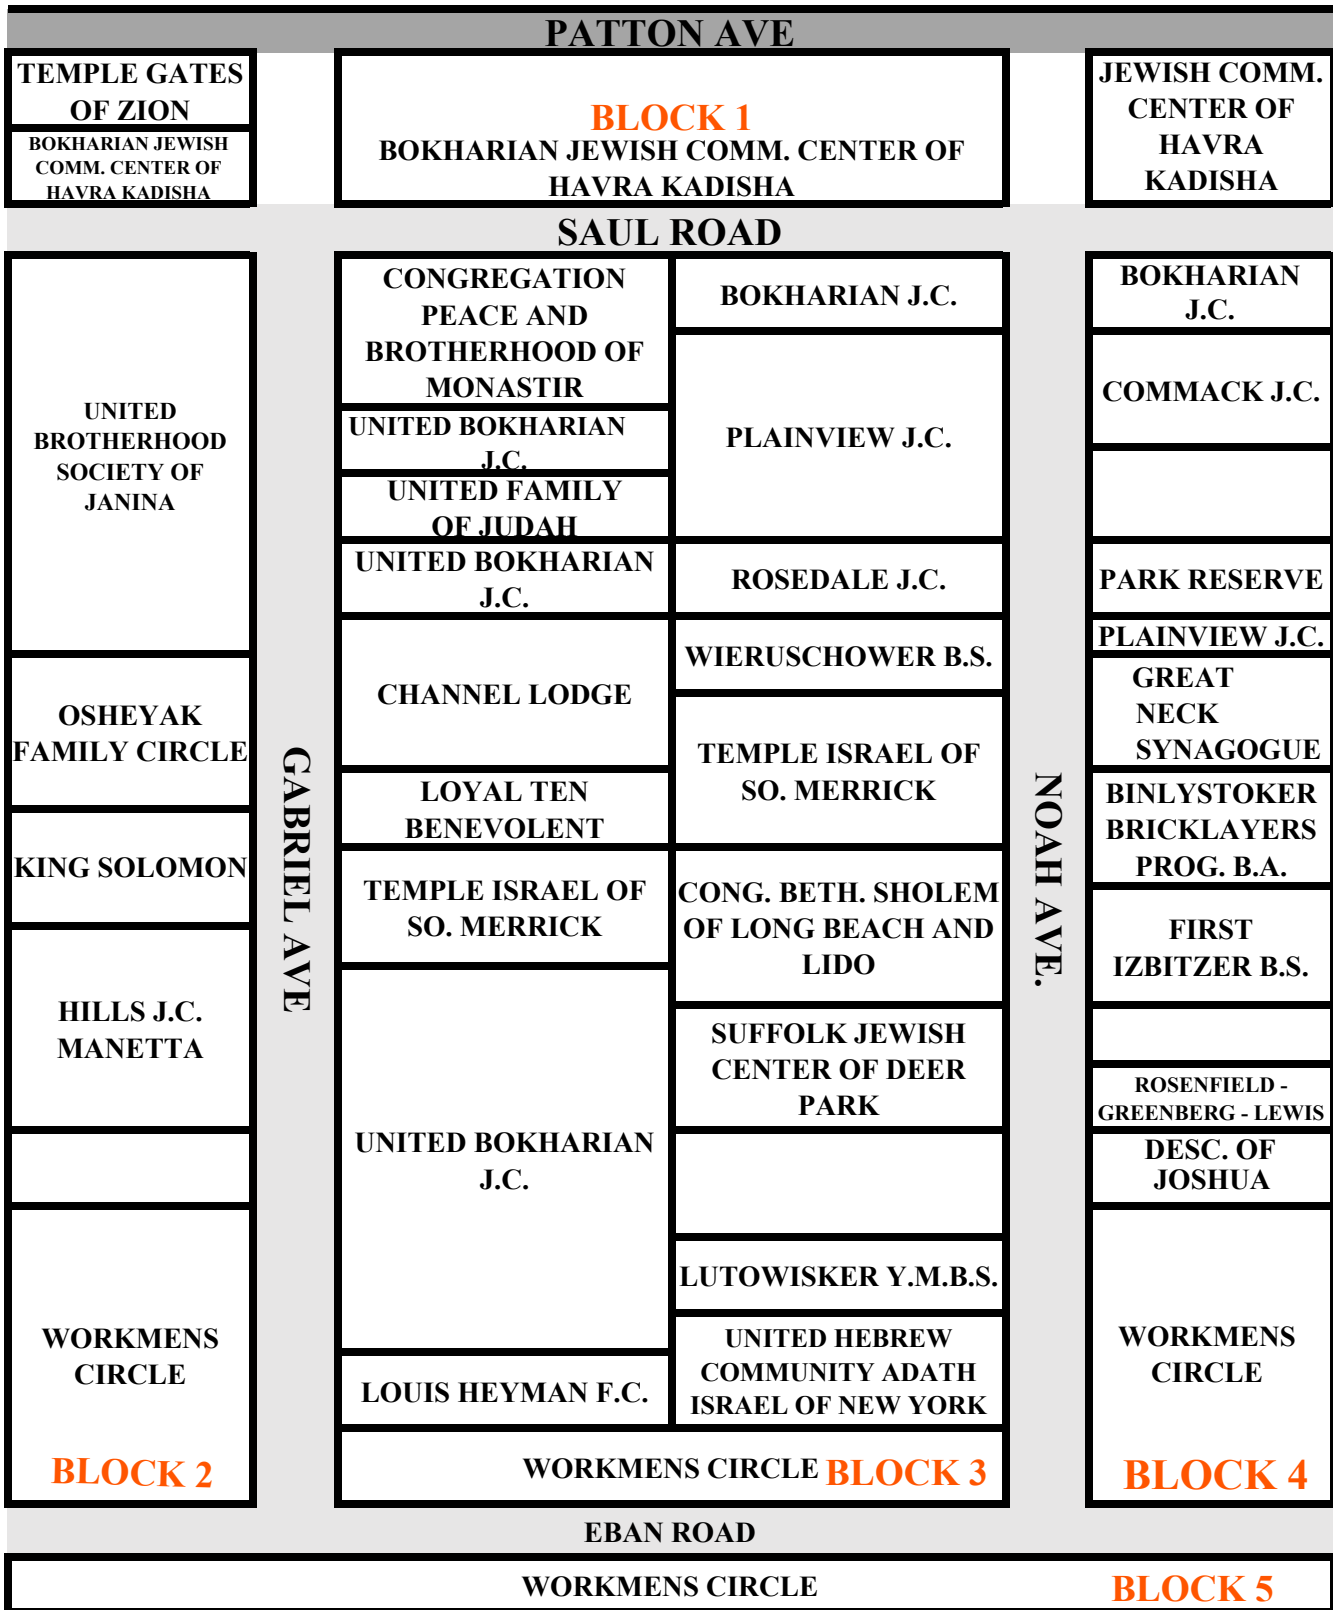 PATTON AVE
TEMPLE GATES
OF ZION
BOKHARIAN JEWISH
COMM. CENTER OF
HAVRA KADISHA
BLOCK 1
BOKHARIAN JEWISH COMM. CENTER OF
HAVRA KADISHA
JEWISH COMM.
CENTER OF
HAVRA
KADISHA
SAUL ROAD
UNITED
BROTHERHOOD
SOCIETY OF
JANINA
OSHEYAK
FAMILY CIRCLE
KING SOLOMON
HILLS J.C.
MANETTA
WORKMENS
CIRCLE
BLOCK 2
GABRIEL AVE
CONGREGATION
PEACE AND
BROTHERHOOD OF
MONASTIR
UNITED BOKHARIAN
J.C.
UNITED FAMILY
OF JUDAH
UNITED BOKHARIAN
J.C.
CHANNEL LODGE
LOYAL TEN
BENEVOLENT
TEMPLE ISRAEL OF
SO. MERRICK
UNITED BOKHARIAN
J.C.
LOUIS HEYMAN F.C.
BOKHARIAN J.C.
PLAINVIEW J.C.
ROSEDALE J.C.
WIERUSCHOWER B.S.
TEMPLE ISRAEL OF
SO. MERRICK
CONG. BETH. SHOLEM
OF LONG BEACH AND
LIDO
SUFFOLK JEWISH
CENTER OF DEER
PARK
LUTOWISKER Y.M.B.S.
UNITED HEBREW
COMMUNITY ADATH
ISRAEL OF NEW YORK
WORKMENS CIRCLE BLOCK 3
NOAH AVE.
BOKHARIAN
J.C.
COMMACK J.C.
PARK RESERVE
PLAINVIEW J.C.
GREAT
NECK
SYNAGOGUE
BINLYSTOKER
BRICKLAYERS
PROG. B.A.
FIRST
IZBITZER B.S.
ROSENFIELD -
GREENBERG - LEWIS
DESC. OF
JOSHUA
WORKMENS
CIRCLE
BLOCK 4
EBAN ROAD
WORKMENS CIRCLE
BLOCK 5